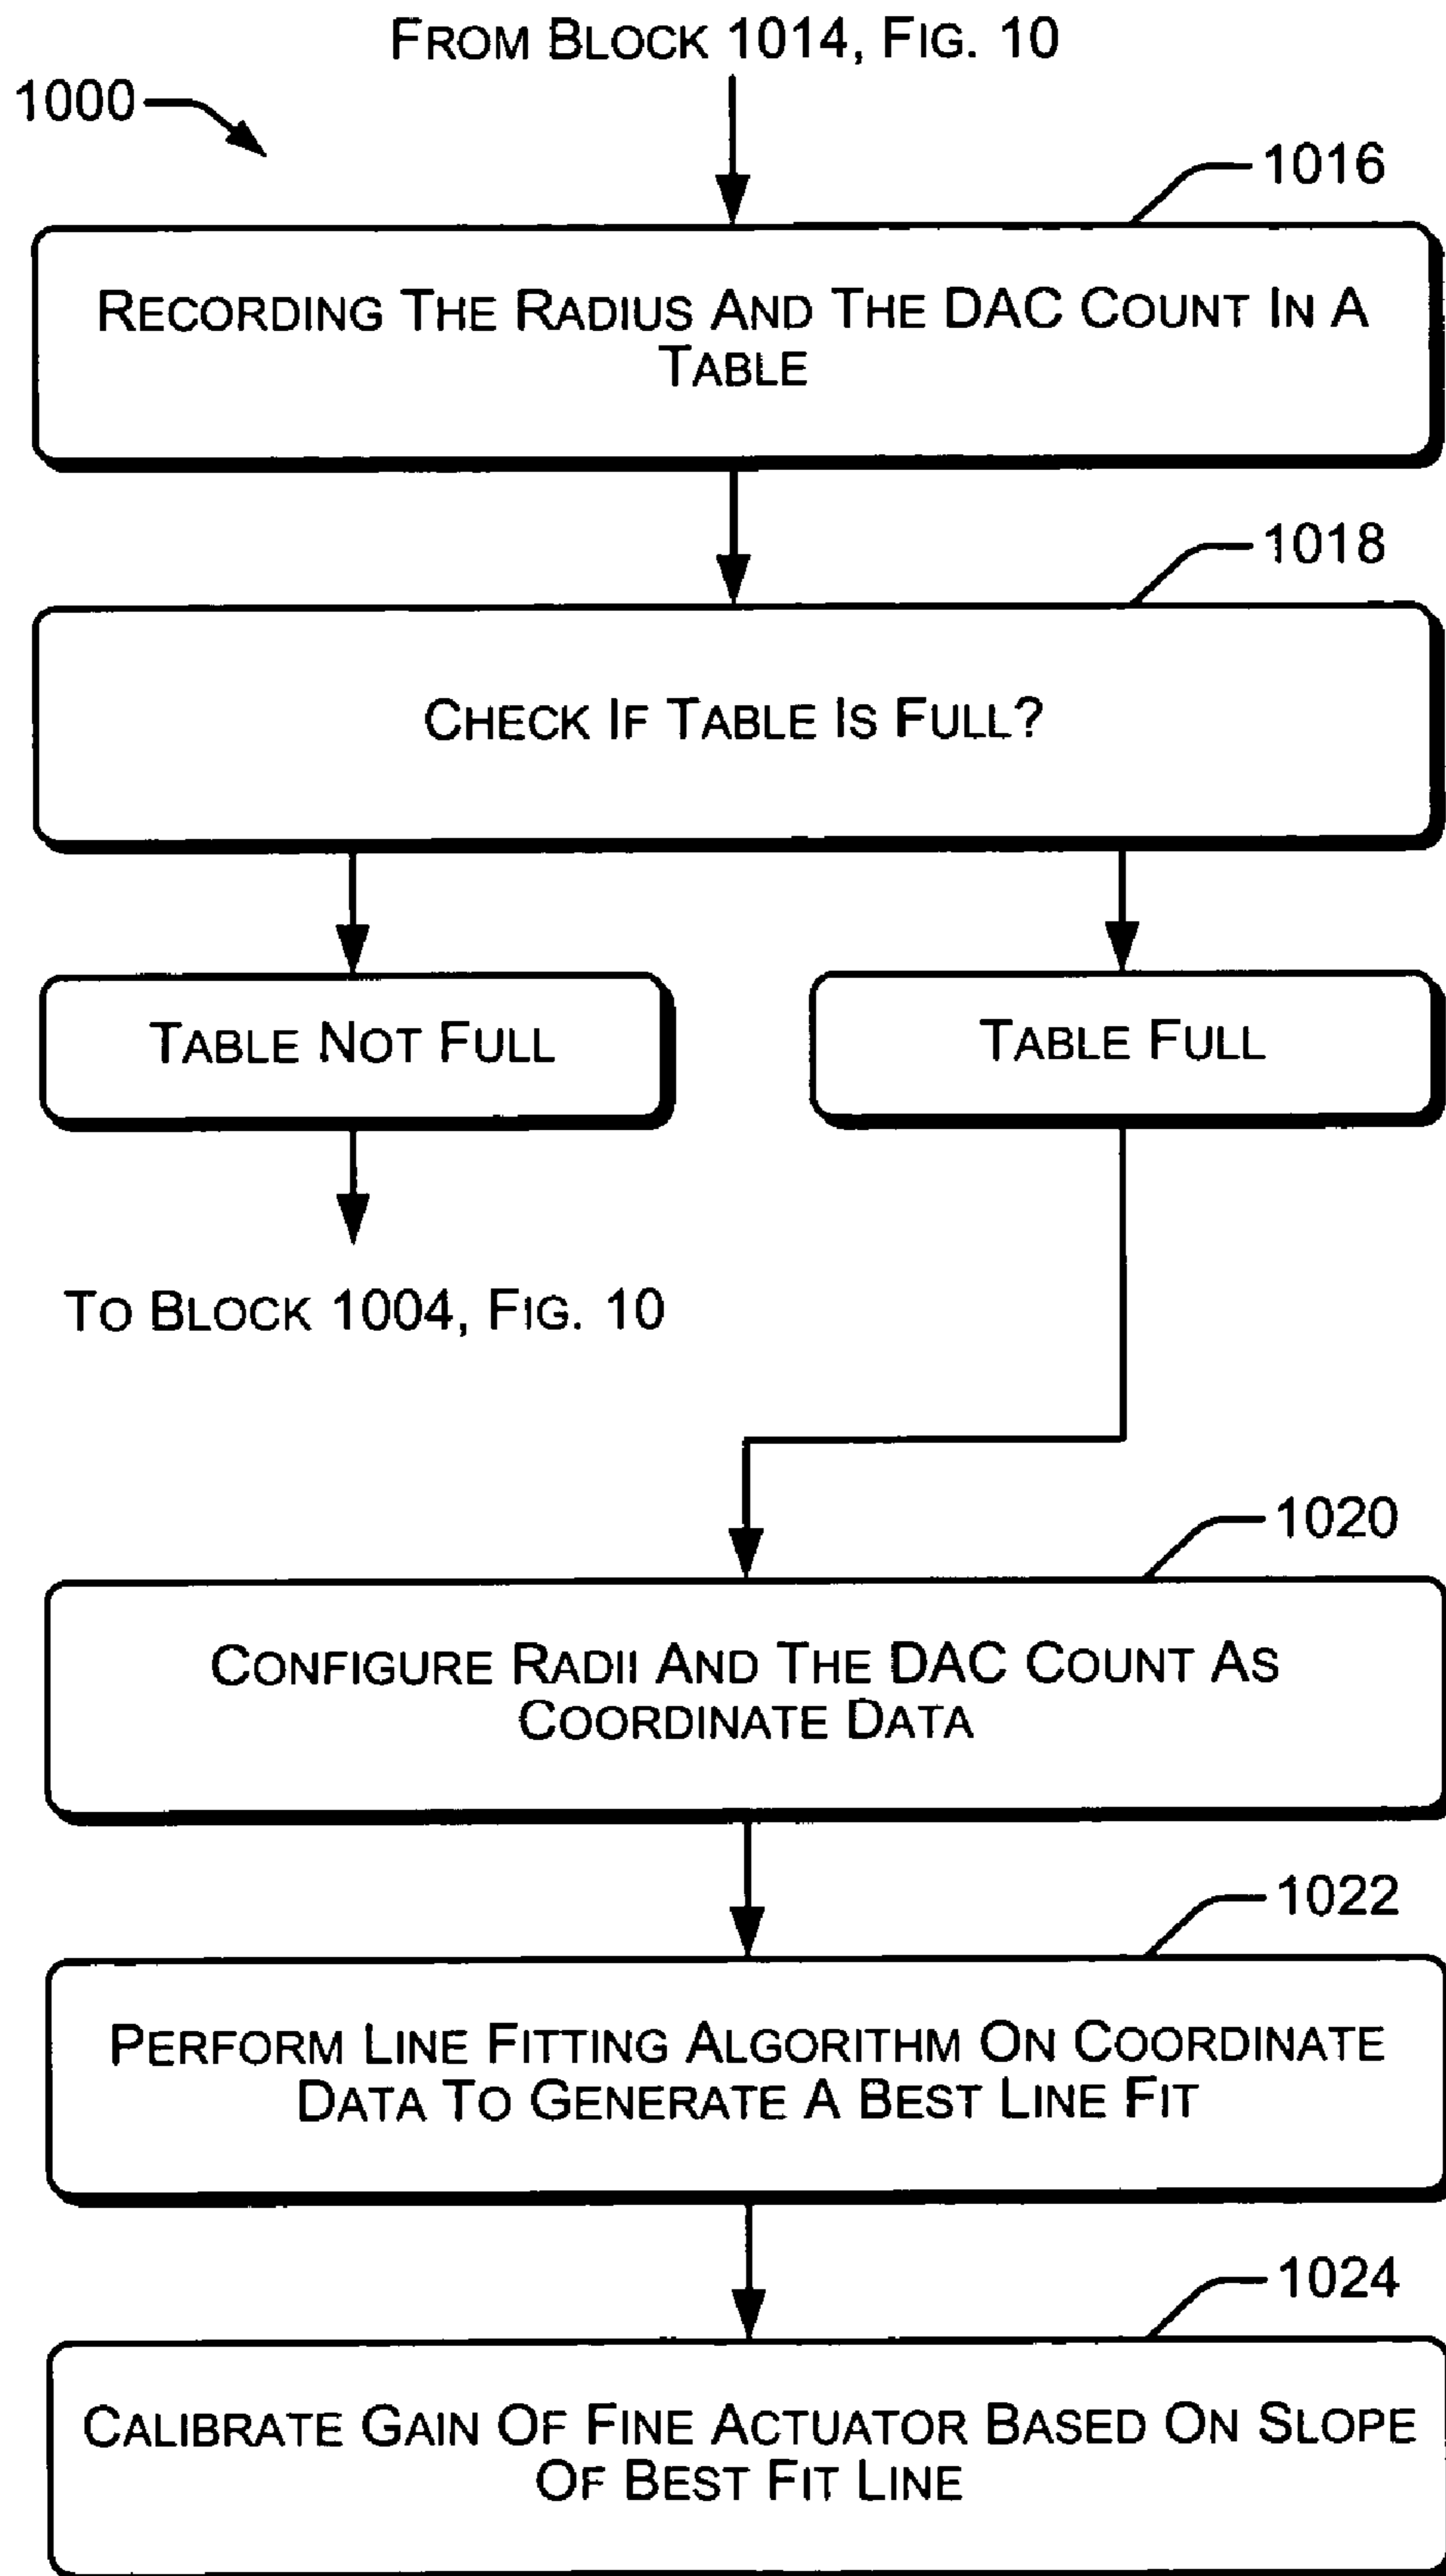 FROM BLOCK 1014, FIG. 10
1000
1016
RECORDING THE RADIUS AND THE DAC COUNT IN A
TABLE
1018
CHECK IF TABLE IS FULL?
TABLE NOT FULL
TABLE FULL
TO BLOCK 1004, FIG. 10
1020
CONFIGURE RADII AND THE DAC COUNT AS
COORDINATE DATA
1022
PERFORM LINE FITTING ALGORITHM ON COORDINATE
DATA TO GENERATE A BEST LINE FIT
1024
CALIBRATE GAIN OF FINE ACTUATOR BASED ON SLOPE
OF BEST FIT LINE